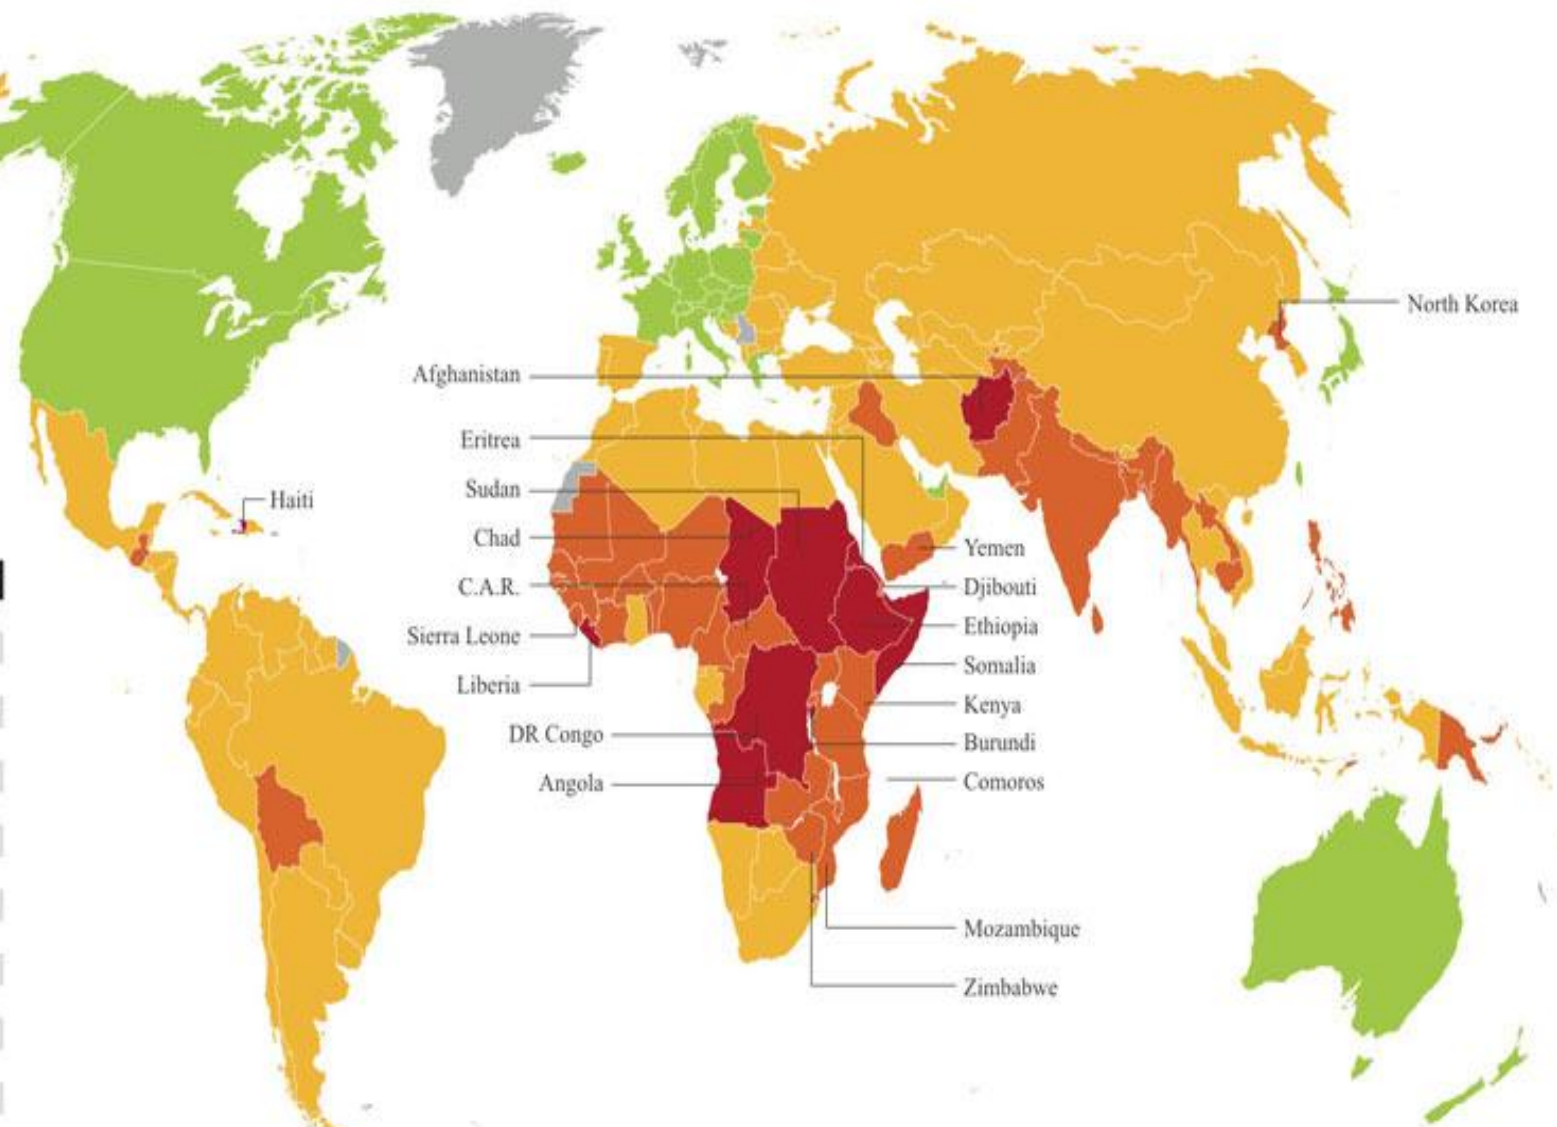 North Korea
Afghanistan
Eritrea
Sudan
Haiti
Chad
Yemen
C.A.R.
Djibouti
Ethiopia
Sierra Leone
Somalia
Liberia
Kenya
DR Congo
Burundi
Angola
Comoros
Mozambique
Zimbabwe